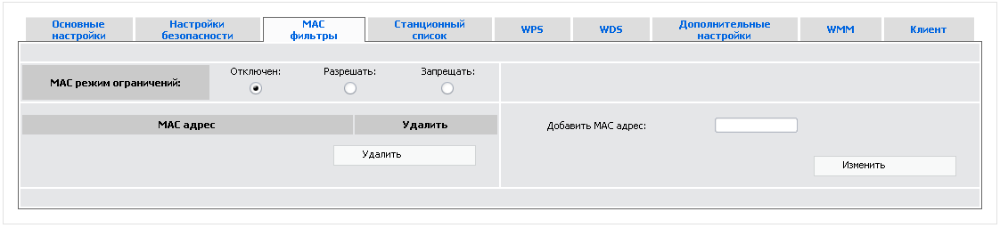 Основные настройки
Настройки безопасности
MAC фильтры
Станционный список
WPS
WDS
Дополнительные настройки
WMM
Клиент
MAC режим ограничений:
Отключен:
Разрешать:
Запрещать:
MAC адрес
Удалить
Добавить MAC адрес:
Удалить
Изменить